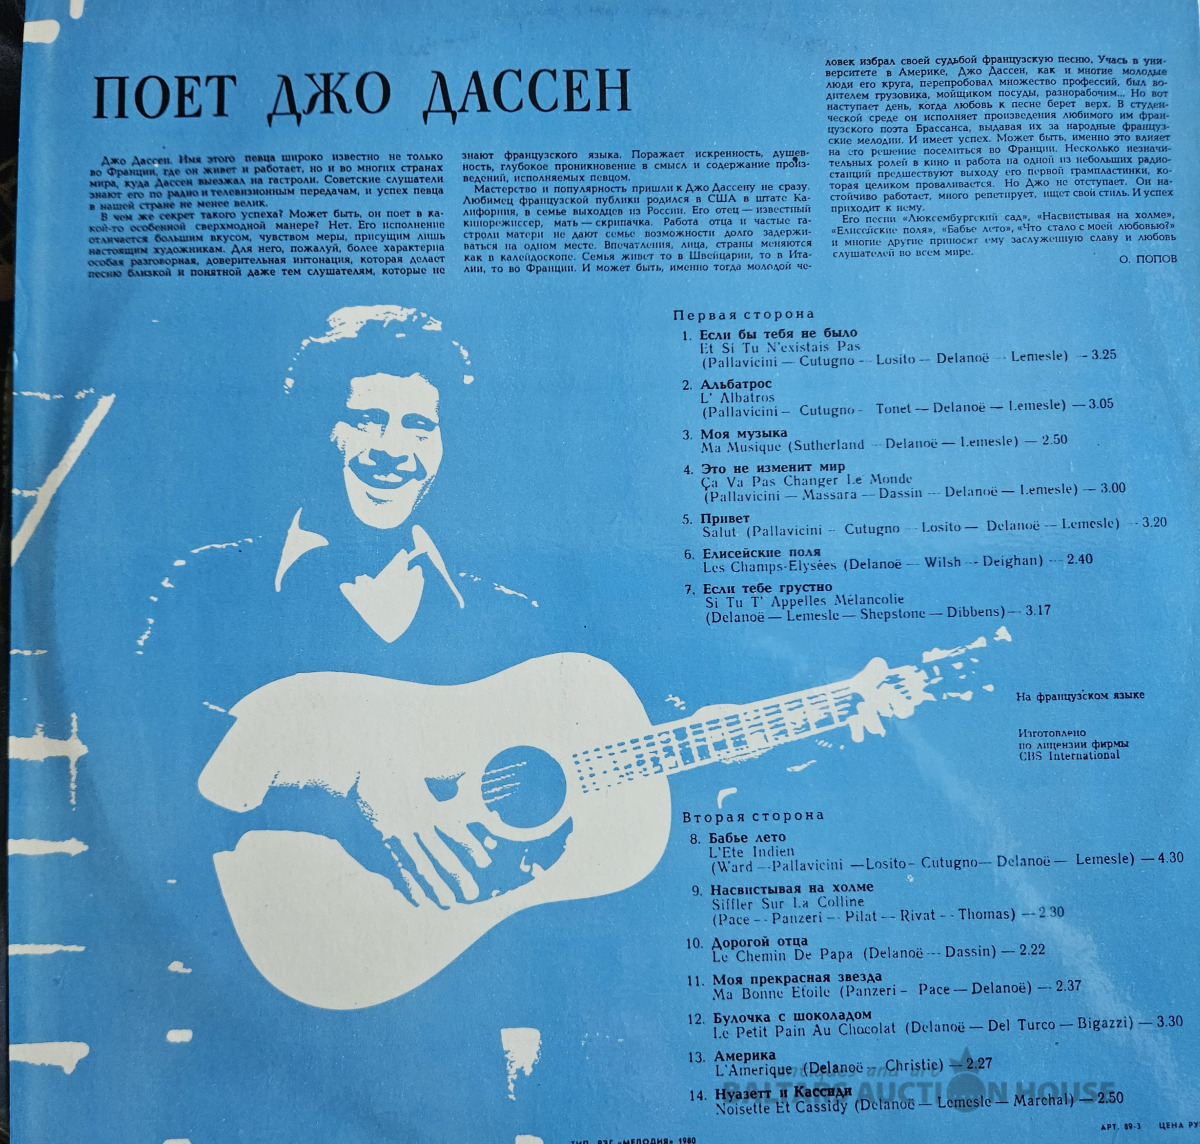 ПОЕТ ДЖО ДАССЕН
Джо Дассен. Имя этого певца широко известно не только
во Франции, где он живет и работает, но и во многих странах
мира, куда Дассен выезжал на гастроли. Советские слушатели
знают его по радио и телевизионным передачам, и успех певца
в нашей стране не менее велик.
В чем же секрет такого успеха? Может быть, он поет в ка-
кой-то особенной сверхмодной манере? Нет. Его исполнение
отличается большим вкусом, чувством меры, присущим лишь
настоящим художникам. Для него, пожалуй, более характерна
особая разговорная, доверительная интонация, которая делает
песню близкой и понятной даже тем слушателям, которые не
знают французского языка. Поражает искренность, душев-
ность, глубокое проникновение в смысл и содержание произ-
ведений, исполняемых певцом.
Мастерство и популярность пришли к Джо Дассену не сразу.
Любимец французской публики родился в США в штате Ка-
лифорния, в семье выходцев из России. Его отец — известный
кинорежиссер, мать — скрипачка. Работа отца и частые га-
строли матери не дают семье возможности долго задержи-
ваться на одном месте. Впечатления, лица, страны меняются
как в калейдоскопе. Семья живет то в Швейцарии, то в Ита-
лии, то во Франции. И может быть, именно тогда молодой че-
ловек избрал своей судьбой французскую песню. Учась в уни-
верситете в Америке, Джо Дассен, как и многие молодые
люди его круга, перепробовал множество профессий, был во-
дителем грузовика, мойщиком посуды, разнорабочим... Но вот
наступает день, когда любовь к песне берет верх. В студен-
ческой среде он исполняет произведения любимого им фран-
цузского поэта Брассанса, выдавая их за народные француз-
ские мелодии. И имеет успех. Может быть, именно это влияет
на его решение поселиться во Франции. Несколько незначи-
тельных ролей в кино и работа на одной из небольших радио-
станций предшествуют выходу его первой грампластинки, ко-
торая целиком проваливается. Но Джо не отступает. Он на-
стойчиво работает, много репетирует, ищет свой стиль. И успех
приходит к нему.
Его песни «Люксембургский сад», «Насвистывая на холме»,
«Елисейские поля», «Бабье лето», «Что стало с моей любовью?»
и многие другие приносят ему заслуженную славу и любовь
слушателей во всем мире.
О. ПОПОВ
Первая сторона
1. Если бы тебя не было
Et Si Tu N'existais Pas
(Pallavicini — Cutugno — Losito — Delanoë — Lemesle) — 3.25
2. Альбатрос
L' Albatros
(Pallavicini — Cutugno - Tonet — Delanoë — Lemesle) — 3.05
3. Моя музыка
Ma Musique (Sutherland — Delanoë — Lemesle) — 2.50
4. Это не изменит мир
Ça Va Pas Changer Le Monde
(Pallavicini — Massara — Dassin — Delanoë — Lemesle) — 3.00
5. Привет
Salut (Pallavicini - Cutugno - Losito — Delanoë — Lemesle) — 3.20
6. Елисейские поля
Les Champs-Elysées (Delanoë — Wilsh — Deighan) — 2.40
7. Если тебе грустно
Si Tu T' Appelles Mélancolie
(Delanoë — Lemesle — Shepstone — Dibbens) — 3.17
На французском языке
Изготовлено
по лицензии фирмы
CBS International
Вторая сторона
8. Бабье лето
L'Ete Indien
(Ward — Pallavicini — Losito — Cutugno — Delanoë — Lemesle) — 4.30
9. Насвистывая на холме
Siffler Sur La Colline
(Pace — Panzeri — Pilat — Rivat — Thomas) — 2.30
10. Дорогой отца
Le Chemin De Papa (Delanoë — Dassin) — 2.22
11. Моя прекрасная звезда
Ma Bonne Etoile (Panzeri — Pace — Delanoë) — 2.37
12. Булочка с шоколадом
Le Petit Pain Au Chocolat (Delanoë — Del Turco — Bigazzi) — 3.30
13. Америка
L'Amerique (Delanoë — Christie) — 2.27
14. Нуазетт и Кассиди
Noisette Et Cassidy (Delanoë — Lemesle — Marchal) — 2.50
antiques and art
BALTARS AUCTION HOUSE
АРТ. 89-3 ЦЕНА РУ
ТИП. ВЗГ «МЕЛОДИЯ» 1980